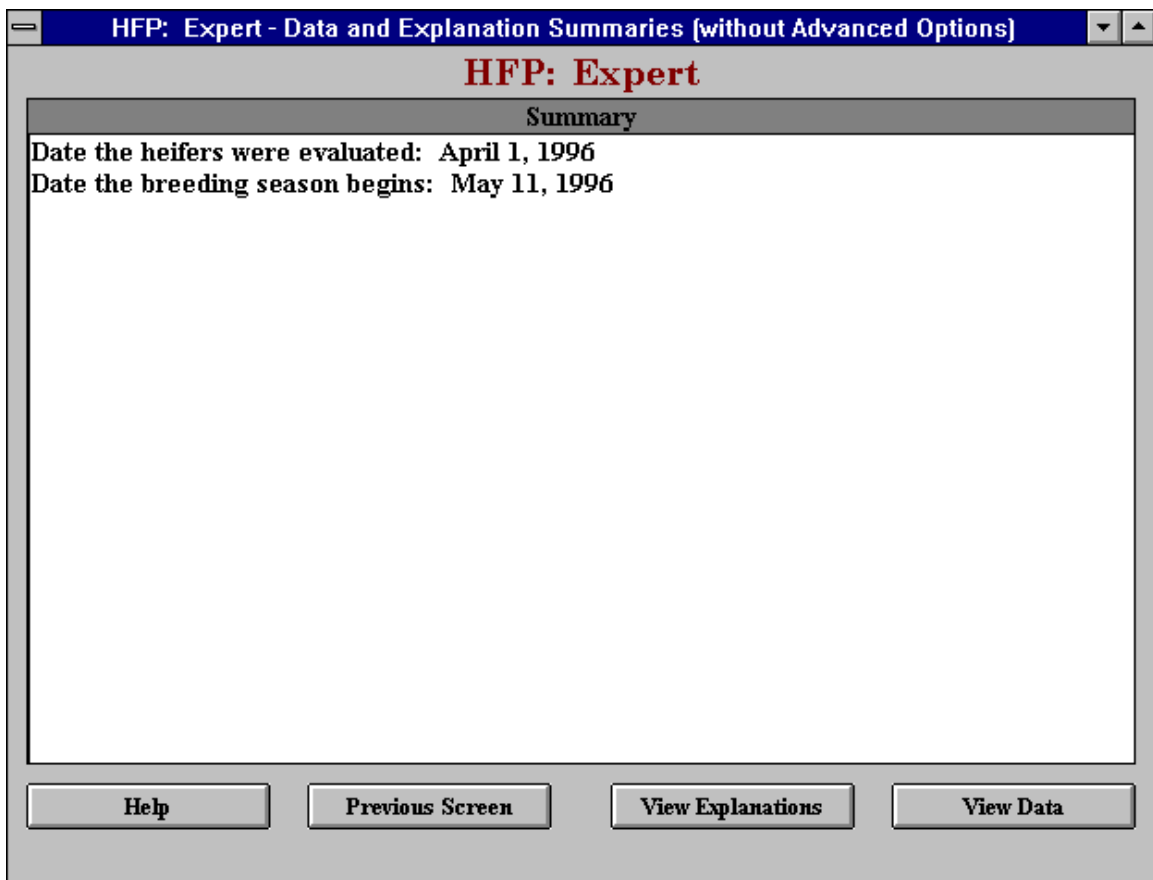 HFP: Expert - Data and Explanation Summaries (without Advanced Options)
HFP: Expert
Summary
Date the heifers were evaluated: April 1, 1996
Date the breeding season begins: May 11, 1996
Help
Previous Screen
View Explanations
View Data